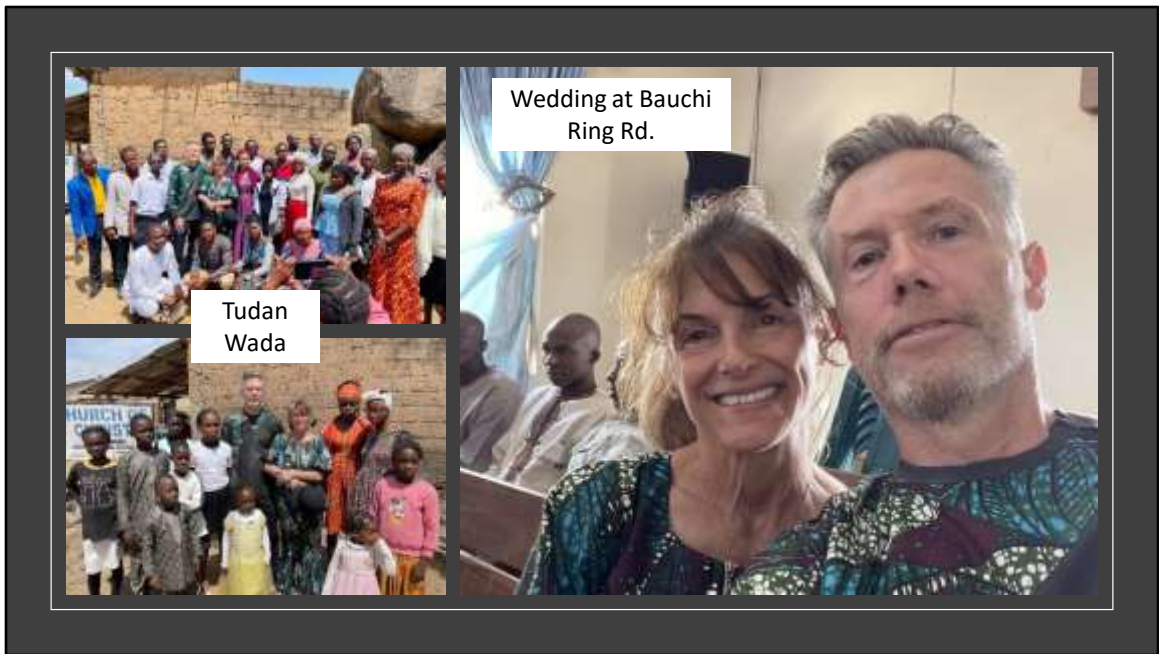 Wedding at Bauchi
Ring Rd.
Tudan
Wada
HURCH OF
CHRIST